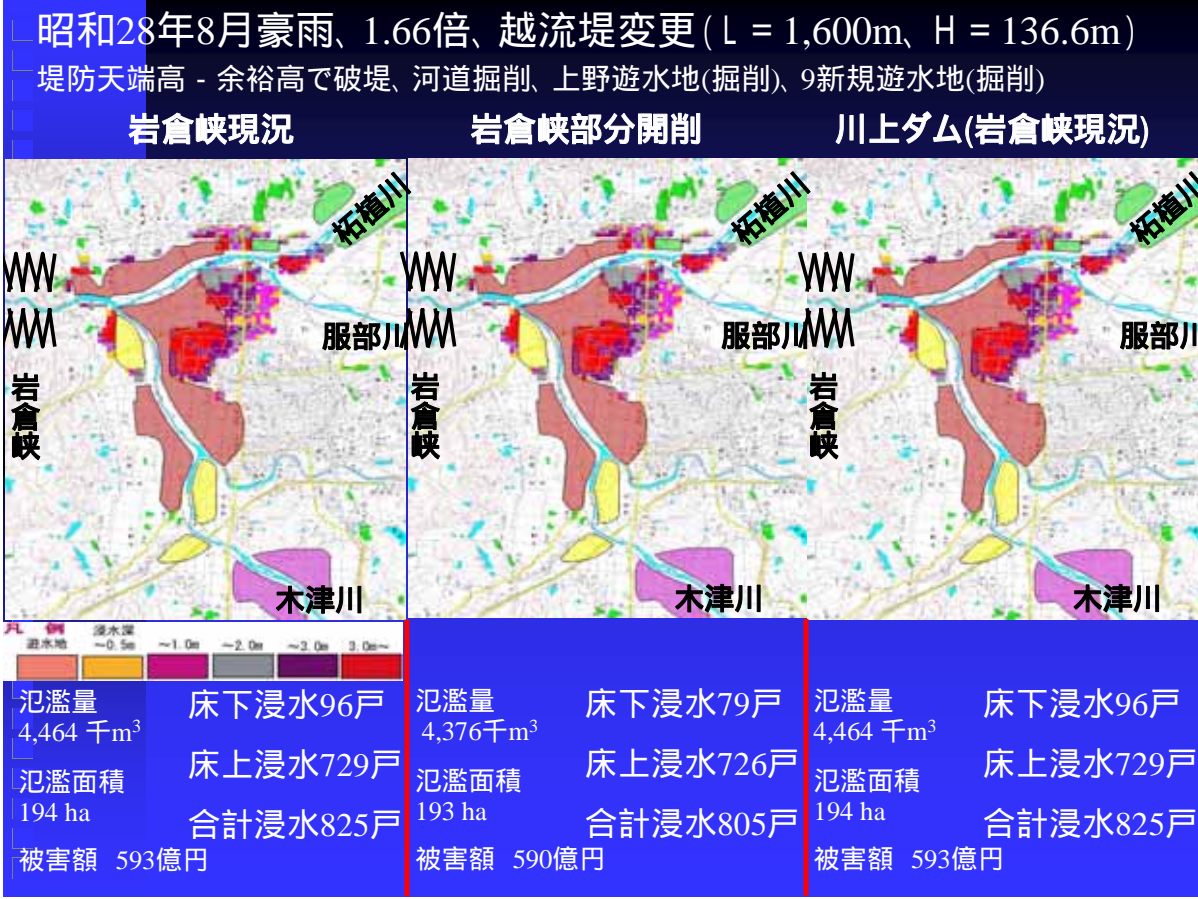 昭和28年8月豪雨、1.66倍、越流堤変更(L = 1,600m、H = 136.6m)
堤防天端高 - 余裕高で破堤、河道掘削、上野遊水地(掘削)、9新規遊水地(掘削)
岩倉峡現況
岩倉峡部分開削
川上ダム(岩倉峡現況)
柘植川
服部川
岩倉峡
木津川
柘植川
服部川
岩倉峡
木津川
柘植川
服部川
岩倉峡
木津川
凡 例
遊水地
浸水深
~0.5m
~1.0m
~2.0m
~3.0m
3.0m~
氾濫量
4,464 千m³
氾濫面積
194 ha
床下浸水96戸
床上浸水729戸
合計浸水825戸
被害額 593億円
氾濫量
4,376千m³
氾濫面積
193 ha
床下浸水79戸
床上浸水726戸
合計浸水805戸
被害額 590億円
氾濫量
4,464 千m³
氾濫面積
194 ha
床下浸水96戸
床上浸水729戸
合計浸水825戸
被害額 593億円